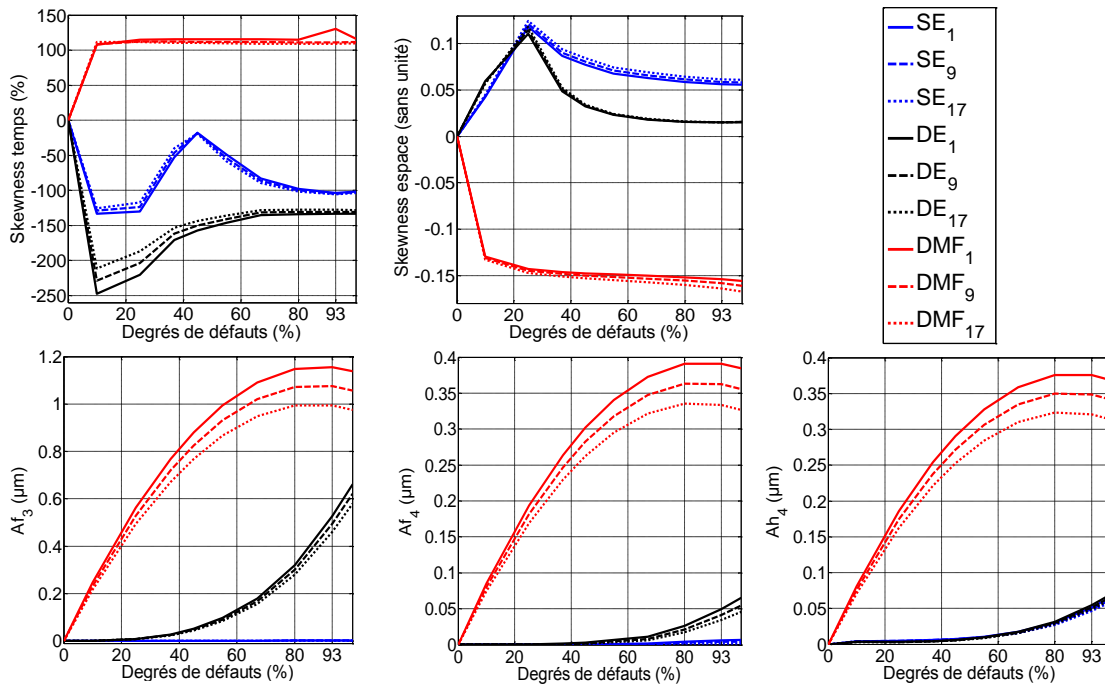 150
100
50
0
-50
-100
-150
-200
-250
Skewness temps (%)
0 20 40 60 80 93
Degrés de défauts (%)
0.1
0.05
0
-0.05
-0.1
-0.15
Skewness espace (sans unité)
0 20 40 60 80 93
Degrés de défauts (%)
SE1
SE9
SE17
DE1
DE9
DE17
DMF1
DMF9
DMF17
1.2
1
0.8
0.6
0.4
0.2
0
Af3 (µm)
0 20 40 60 80 93
Degrés de défauts (%)
0.4
0.35
0.3
0.25
0.2
0.15
0.1
0.05
0
Af4 (µm)
0 20 40 60 80 93
Degrés de défauts (%)
0.4
0.35
0.3
0.25
0.2
0.15
0.1
0.05
0
Ah4 (µm)
0 20 40 60 80 93
Degrés de défauts (%)